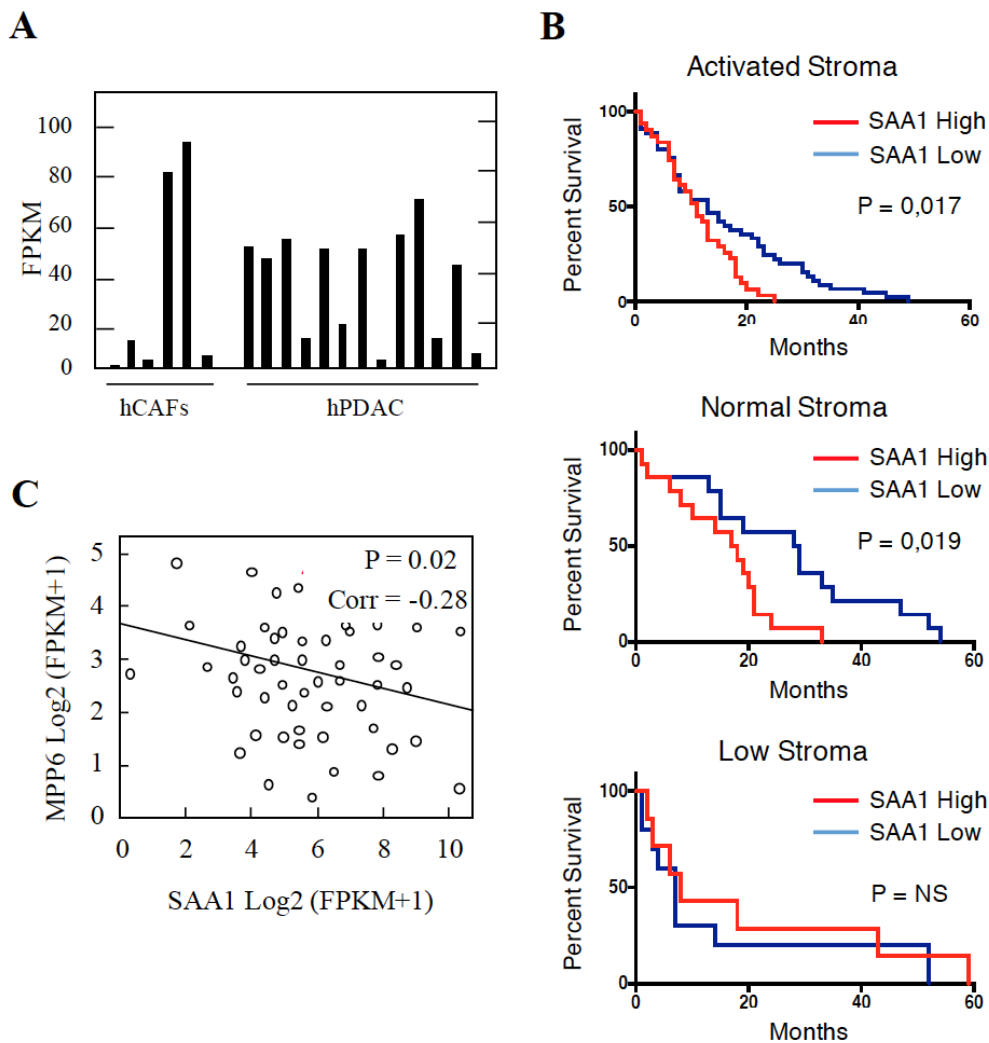 A
100
80
60
40
20
0
FPKM
hCAFs
hPDAC
B
Activated Stroma
100
50
0
Percent Survival
SAA1 High
SAA1 Low
P = 0,017
0 20 40 60
Months
Normal Stroma
100
50
0
Percent Survival
SAA1 High
SAA1 Low
P = 0,019
0 20 40 60
Months
Low Stroma
100
50
0
Percent Survival
SAA1 High
SAA1 Low
P = NS
0 20 40 60
Months
C
5
4
3
2
1
0
MPP6 Log2 (FPKM+1)
P = 0.02
Corr = -0.28
0 2 4 6 8 10
SAA1 Log2 (FPKM+1)